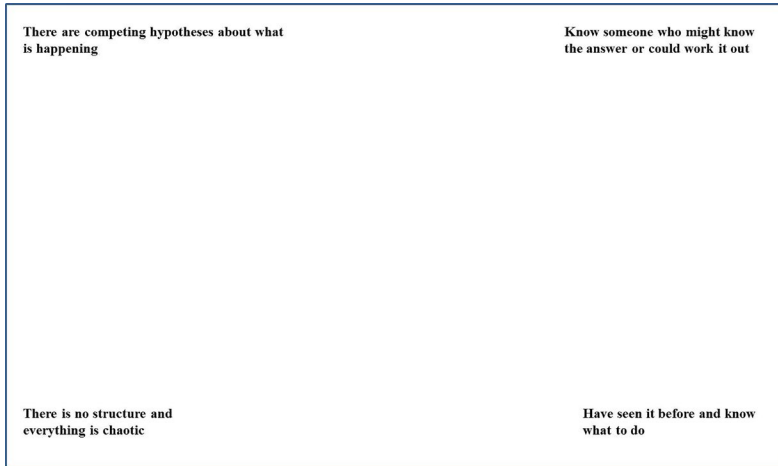 There are competing hypotheses about what
is happening
Know someone who might know
the answer or could work it out
There is no structure and
everything is chaotic
Have seen it before and know
what to do